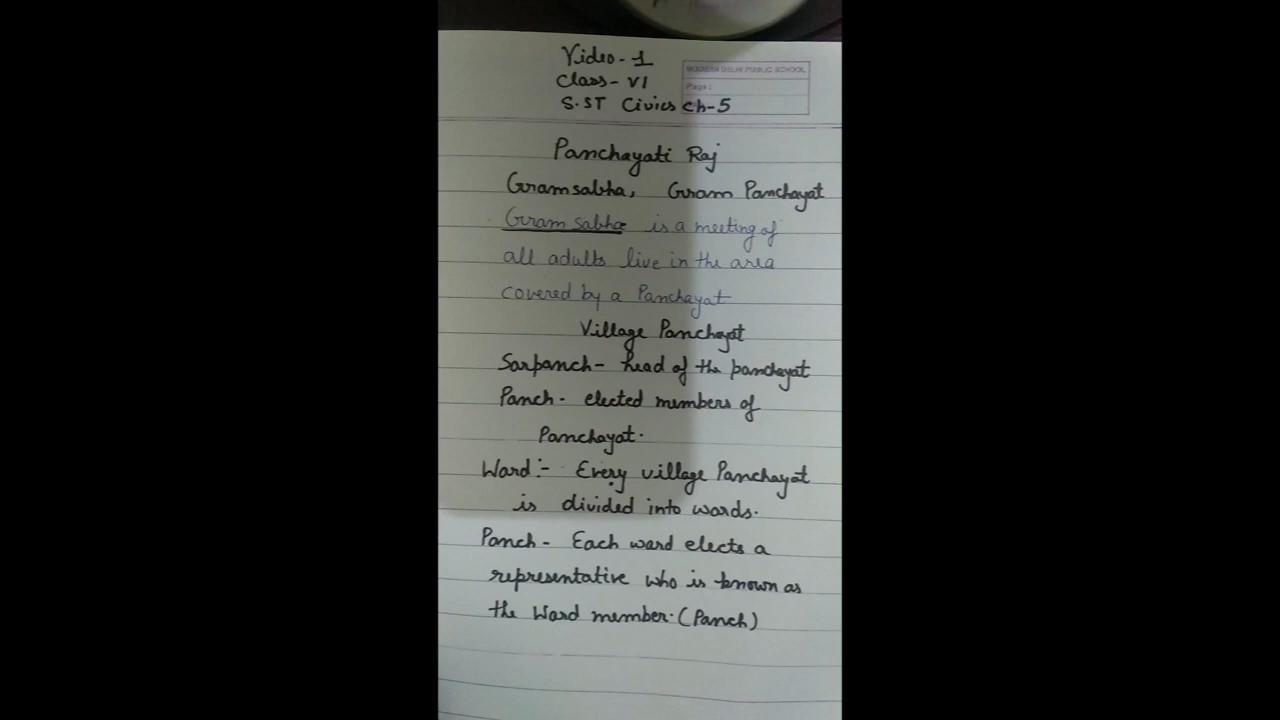 Video-1
Class-VI
S.ST Civics Ch-5
MODERN DELHI PUBLIC SCHOOL
Page:
Panchayati Raj
Gramsabha, Gram Panchayat
Gram sabha is a meeting of
all adults live in the area
covered by a Panchayat
Village Panchayat
Sarpanch- head of the panchayat
Panch- elected members of
Panchayat.
Ward:- Every village Panchayat
is divided into wards.
Panch- Each ward elects a
representative who is known as
the Ward member. (Panch)